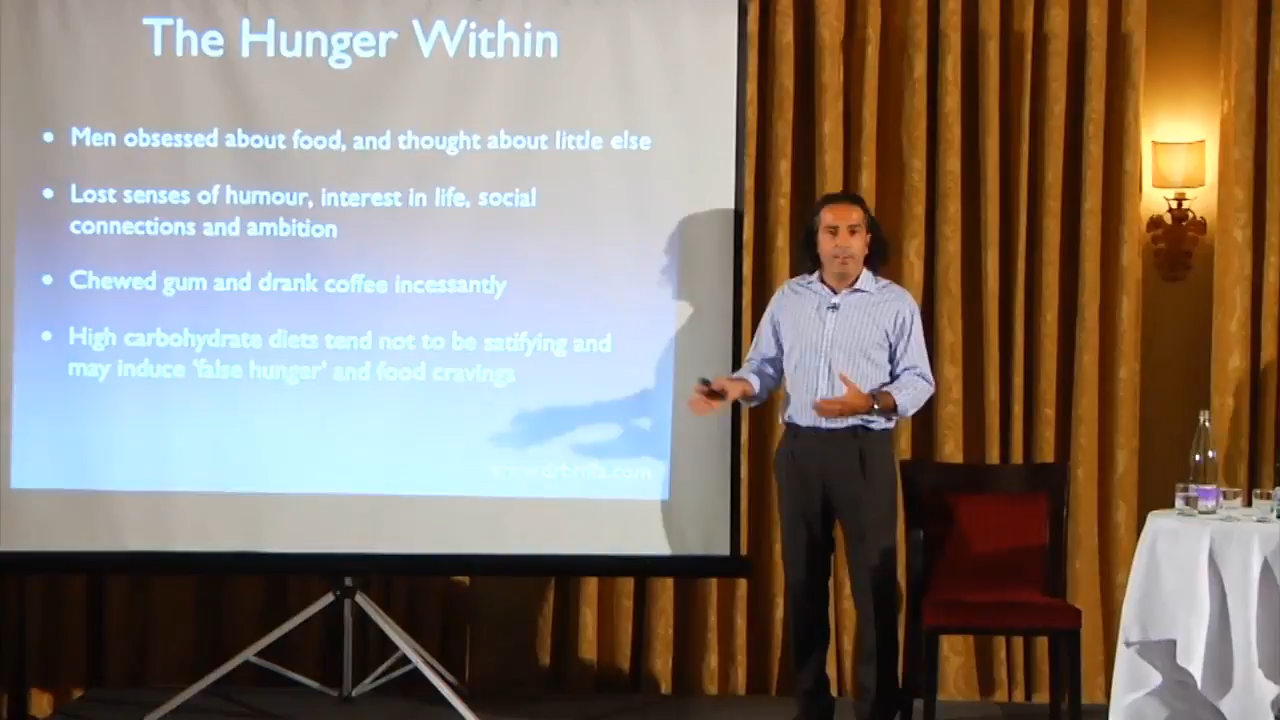 The Hunger Within
• Men obsessed about food, and thought about little else
• Lost senses of humour, interest in life, social
connections and ambition
• Chewed gum and drank coffee incessantly
• High carbohydrate diets tend not to be satifying and
may induce ‘false hunger’ and food cravings